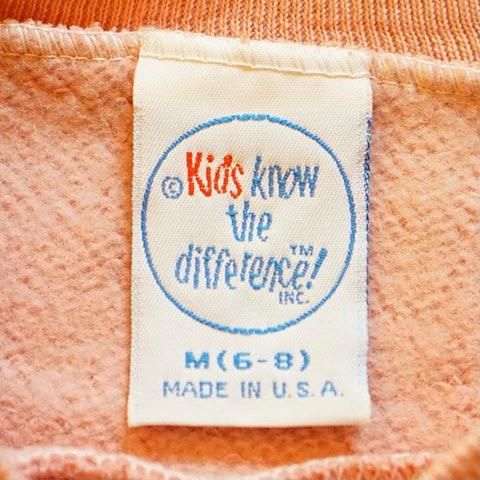 © Kids know
the
difference!™
INC.
M (6-8)
MADE IN U.S.A.